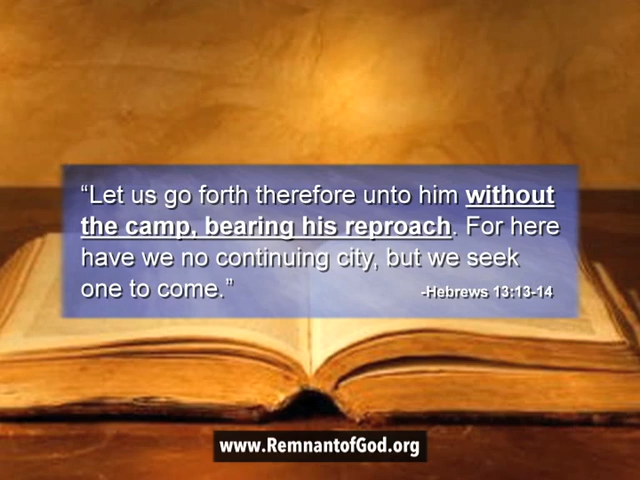 “Let us go forth therefore unto him without
the camp, bearing his reproach. For here
have we no continuing city, but we seek
one to come.”
-Hebrews 13:13-14
www.RemnantofGod.org